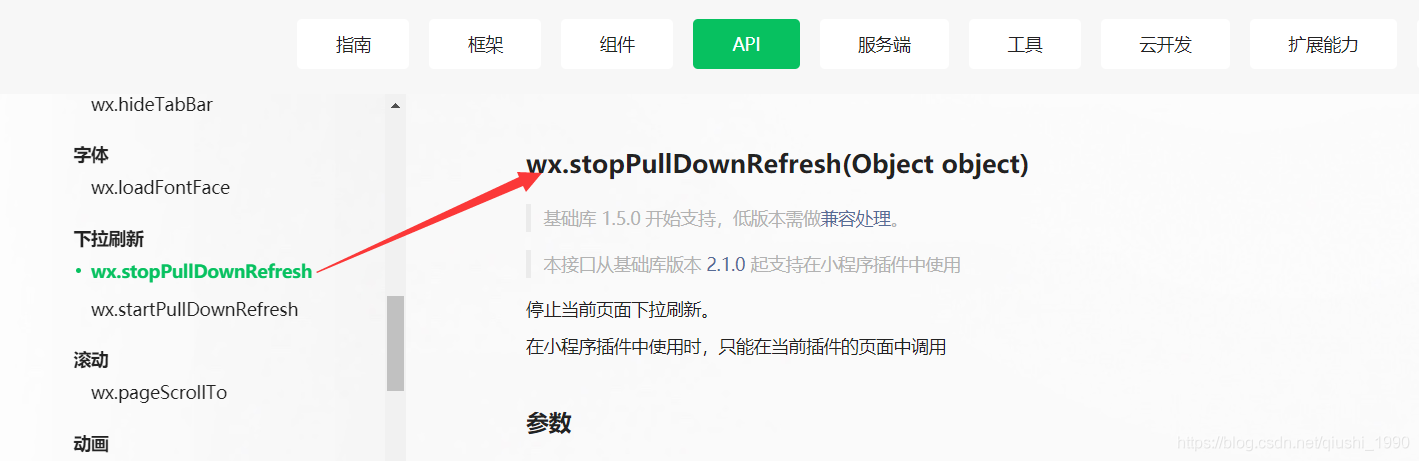 指南 框架 组件 API 服务端 工具 云开发 扩展能力
wx.hideTabBar
字体
wx.loadFontFace
下拉刷新
wx.stopPullDownRefresh
wx.startPullDownRefresh
滚动
wx.pageScrollTo
动画
wx.stopPullDownRefresh(Object object)
基础库 1.5.0 开始支持，低版本需做兼容处理。
本接口从基础库版本 2.1.0 起支持在小程序插件中使用
停止当前页面下拉刷新。
在小程序插件中使用时，只能在当前插件的页面中调用
参数
https://blog.csdn.net/qiushi_1990